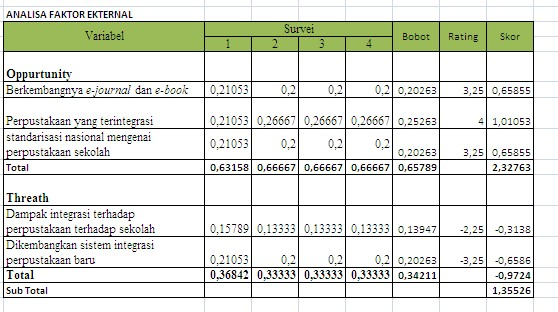 ANALISA FAKTOR EKTERNAL
Variabel Survei Bobot Rating Skor
1 2 3 4
Oppurtunity
Berkembangnya e-journal dan e-book 0,21053 0,2 0,2 0,2 0,20263 3,25 0,65855
Perpustakaan yang terintegrasi 0,21053 0,26667 0,26667 0,26667 0,25263 4 1,01053
standarisasi nasional mengenai
perpustakaan sekolah 0,21053 0,2 0,2 0,2 0,20263 3,25 0,65855
Total 0,63158 0,66667 0,66667 0,66667 0,65789 2,32763
Threath
Dampak integrasi terhadap
perpustakaan terhadap sekolah 0,15789 0,13333 0,13333 0,13333 0,13947 -2,25 -0,3138
Dikembangkan sistem integrasi
perpustakaan baru 0,21053 0,2 0,2 0,2 0,20263 -3,25 -0,6586
Total 0,36842 0,33333 0,33333 0,33333 0,34211 -0,9724
Sub Total 1,35526